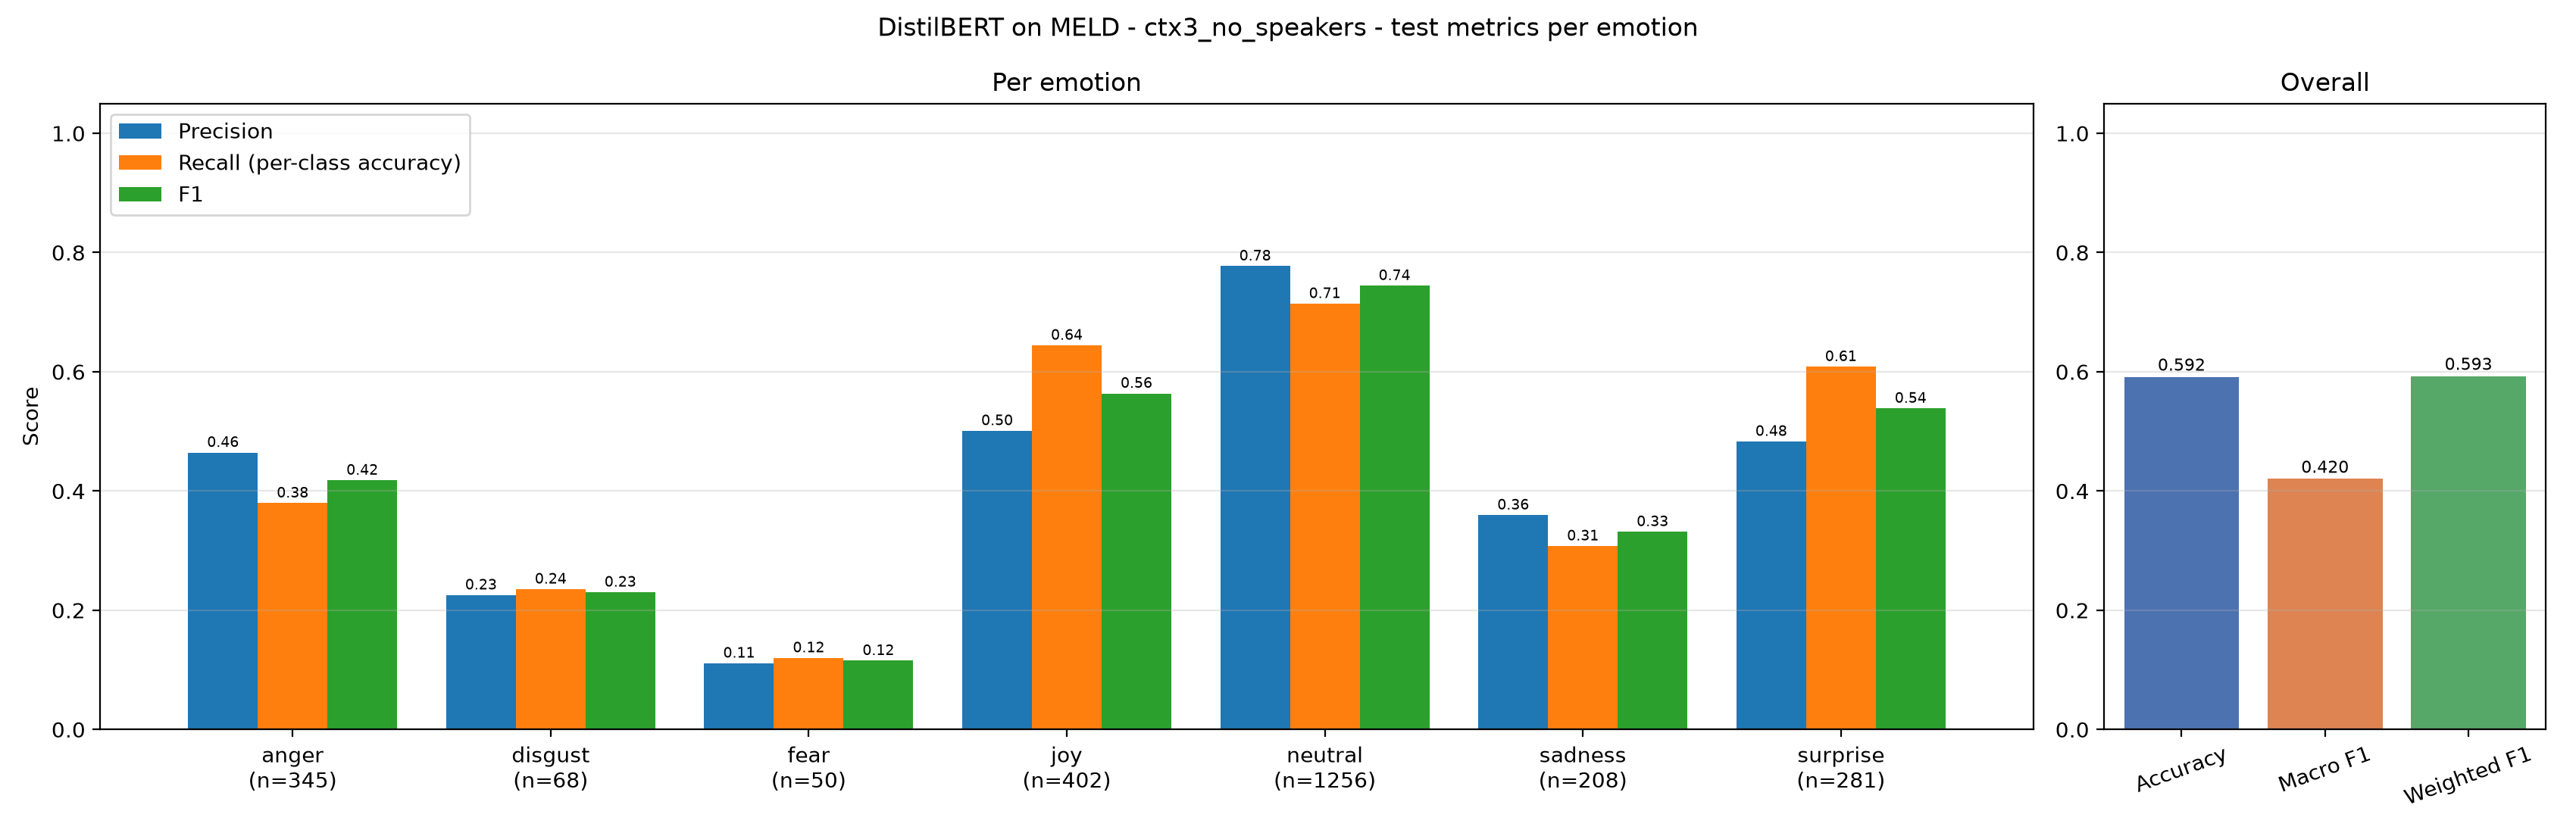 DistilBERT on MELD - ctx3_no_speakers - test metrics per emotion
Per emotion
Precision
Recall (per-class accuracy)
F1
Score
1.0
0.8
0.6
0.4
0.2
0.0
0.46
0.38
0.42
0.23
0.24
0.23
0.11
0.12
0.12
0.50
0.64
0.56
0.78
0.71
0.74
0.36
0.31
0.33
0.48
0.61
0.54
anger
(n=345)
disgust
(n=68)
fear
(n=50)
joy
(n=402)
neutral
(n=1256)
sadness
(n=208)
surprise
(n=281)
Overall
1.0
0.8
0.6
0.4
0.2
0.0
0.592
0.420
0.593
Accuracy
Macro F1
Weighted F1